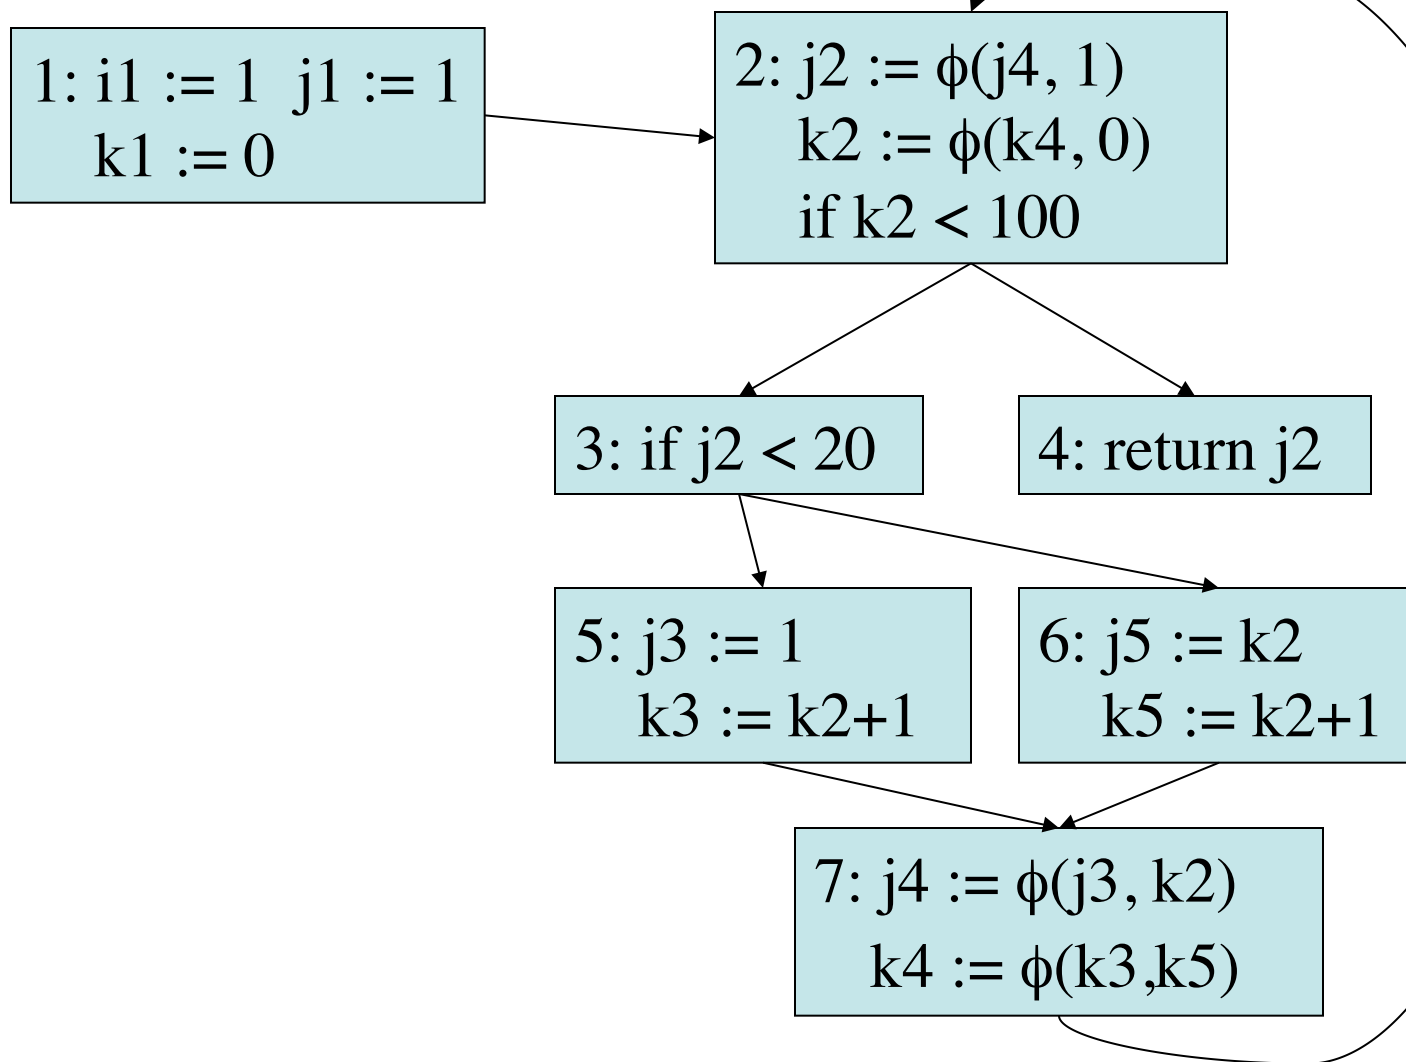 1: i1 := 1 j1 := 1
k1 := 0
2: j2 := ϕ(j4, 1)
k2 := ϕ(k4, 0)
if k2 < 100
3: if j2 < 20
4: return j2
5: j3 := 1
k3 := k2+1
6: j5 := k2
k5 := k2+1
7: j4 := ϕ(j3, k2)
k4 := ϕ(k3,k5)